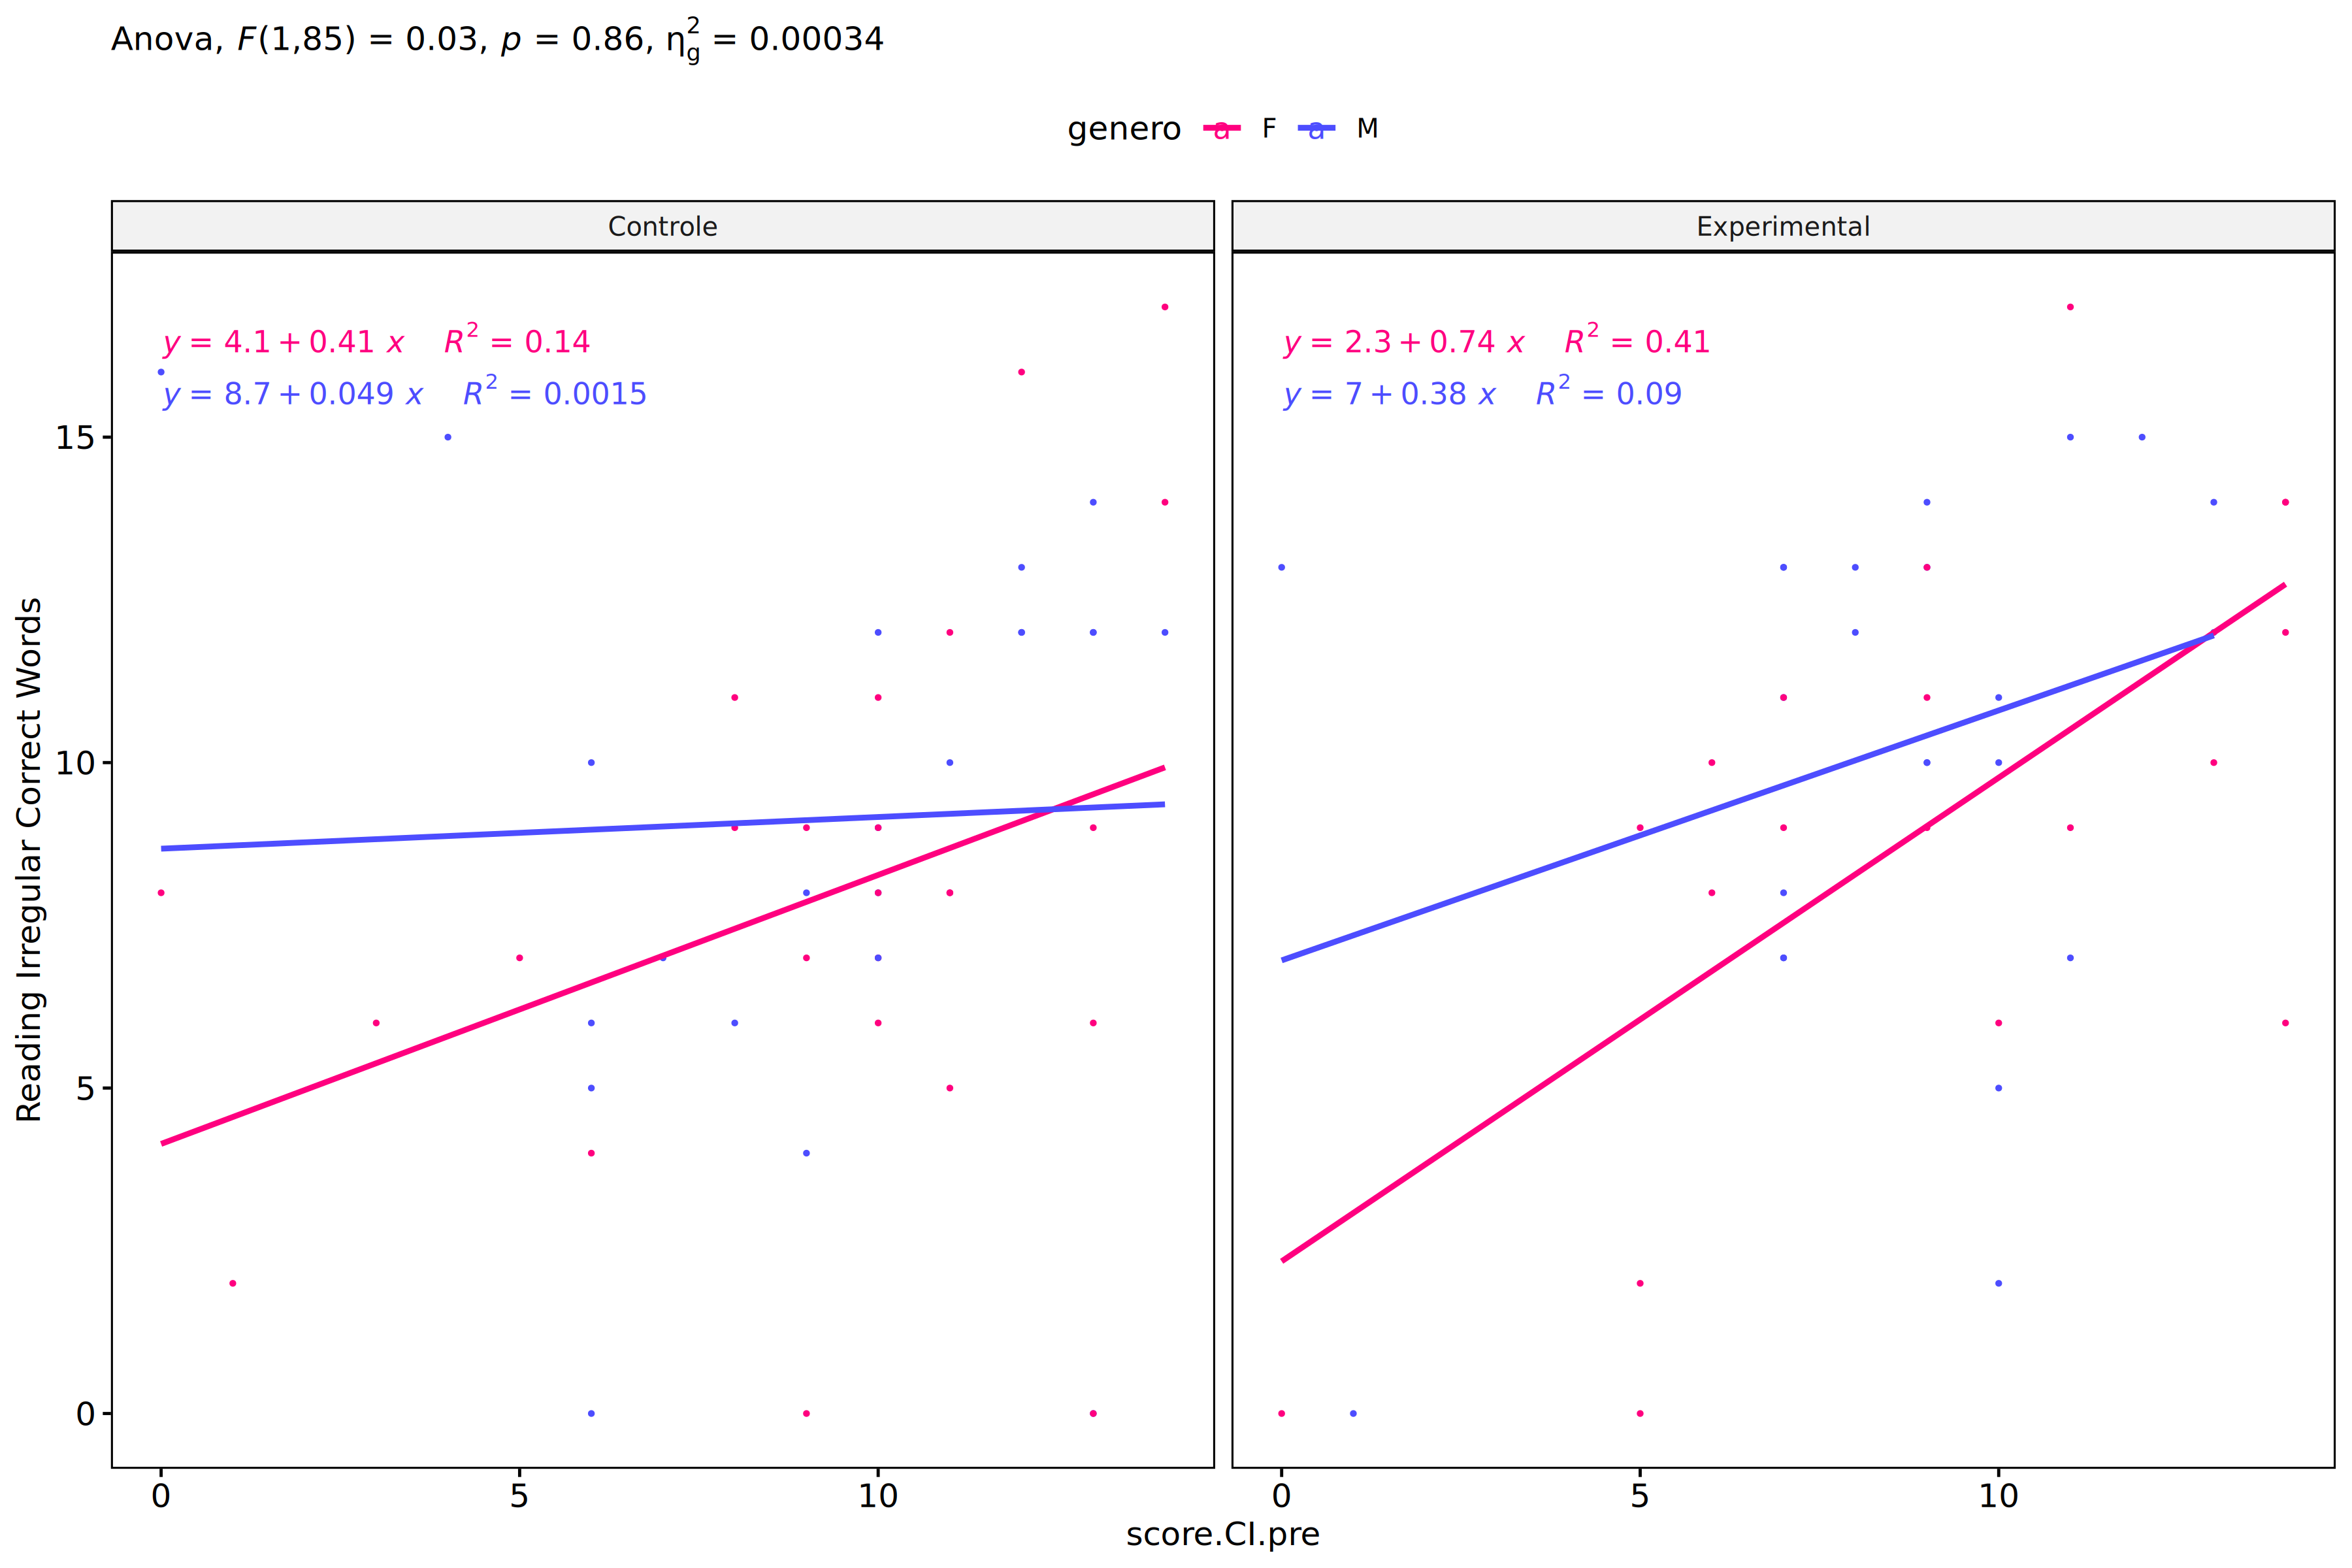 Anova, F(1,85) = 0.03, p = 0.86, η²g = 0.00034
genero a F a M
Controle
Experimental
y = 4.1 + 0.41 x R² = 0.14
y = 8.7 + 0.049 x R² = 0.0015
y = 2.3 + 0.74 x R² = 0.41
y = 7 + 0.38 x R² = 0.09
Reading Irregular Correct Words
15
10
5
0
0 5 10
0 5 10
score.CI.pre